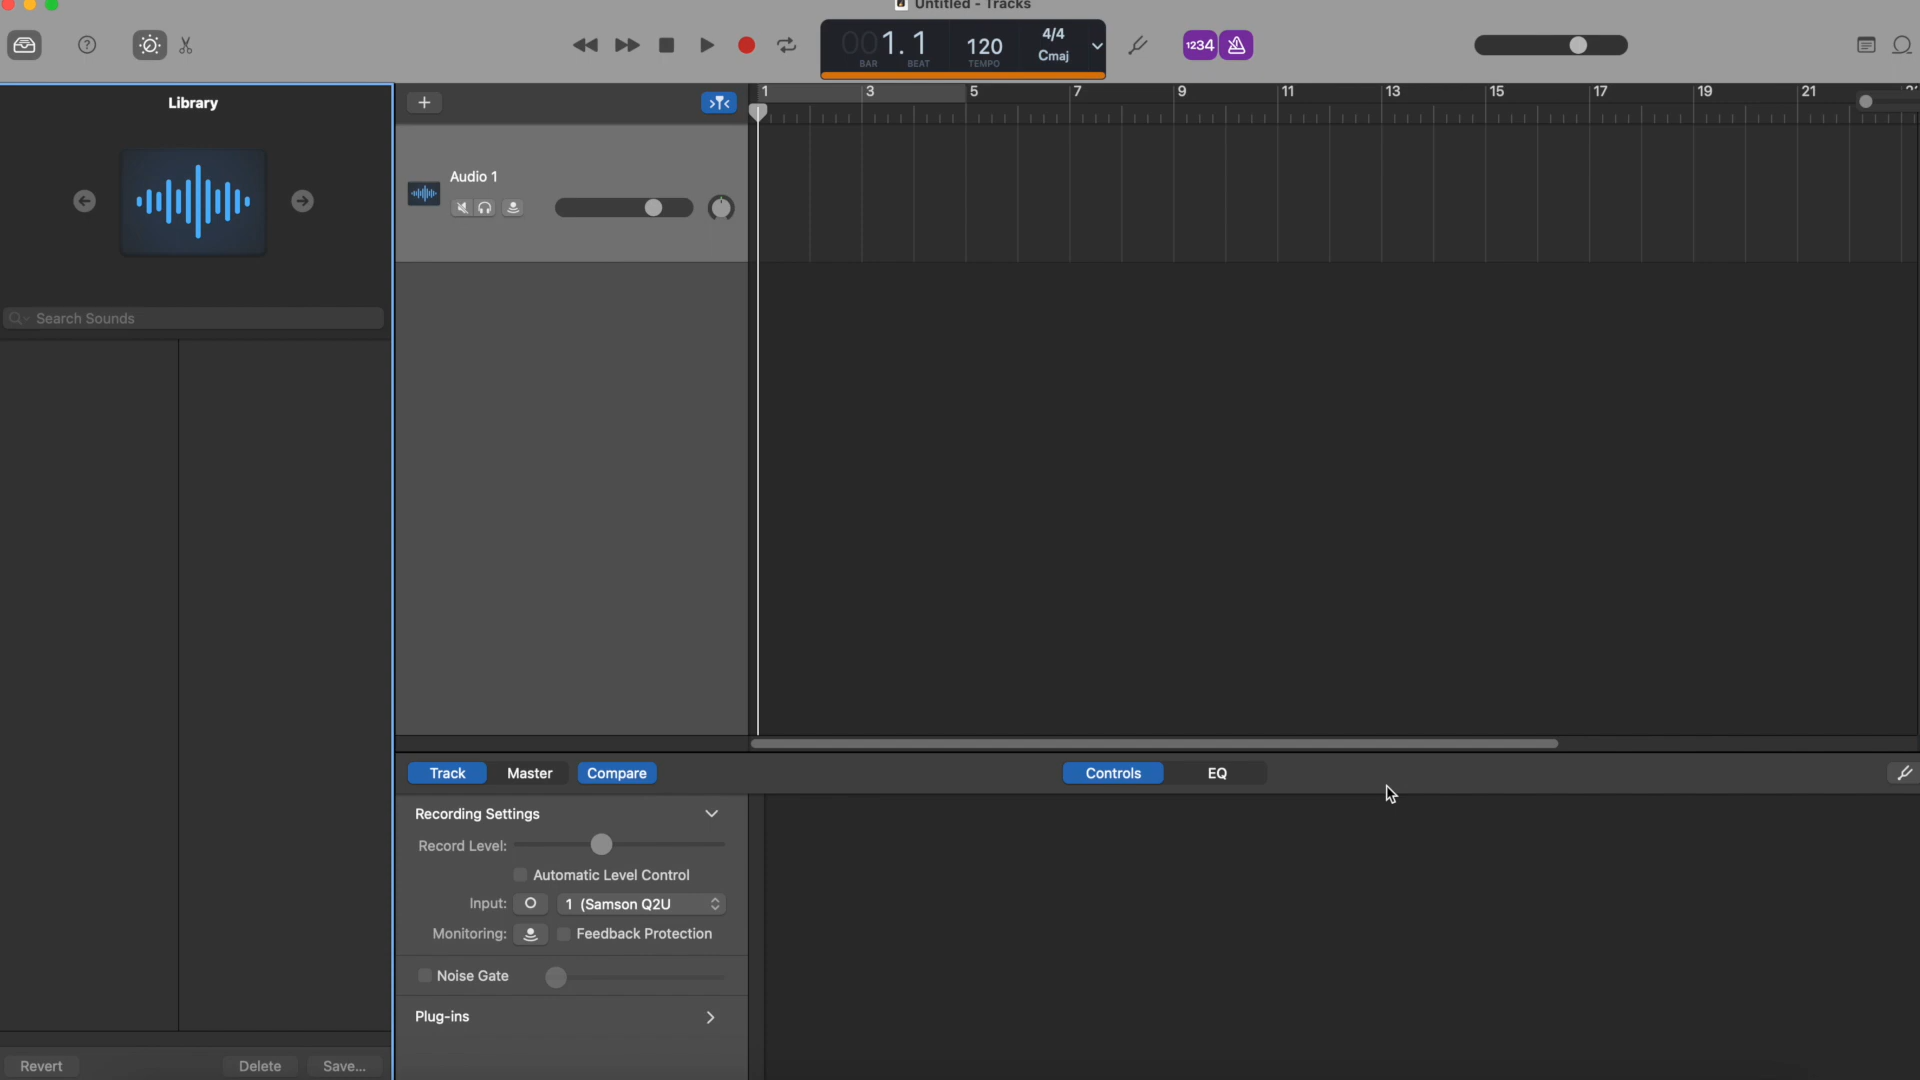 Untitled - Tracks
001. 1
BAR
BEAT
120
TEMPO
4/4
Cmaj
1234
Library
1
3
5
7
9
11
13
15
17
19
21
Audio 1
Search Sounds
Track
Master
Compare
Controls
EQ
Recording Settings
Record Level:
Automatic Level Control
Input:
1 (Samson Q2U
Monitoring:
Feedback Protection
Noise Gate
Plug-ins
Revert
Delete
Save...